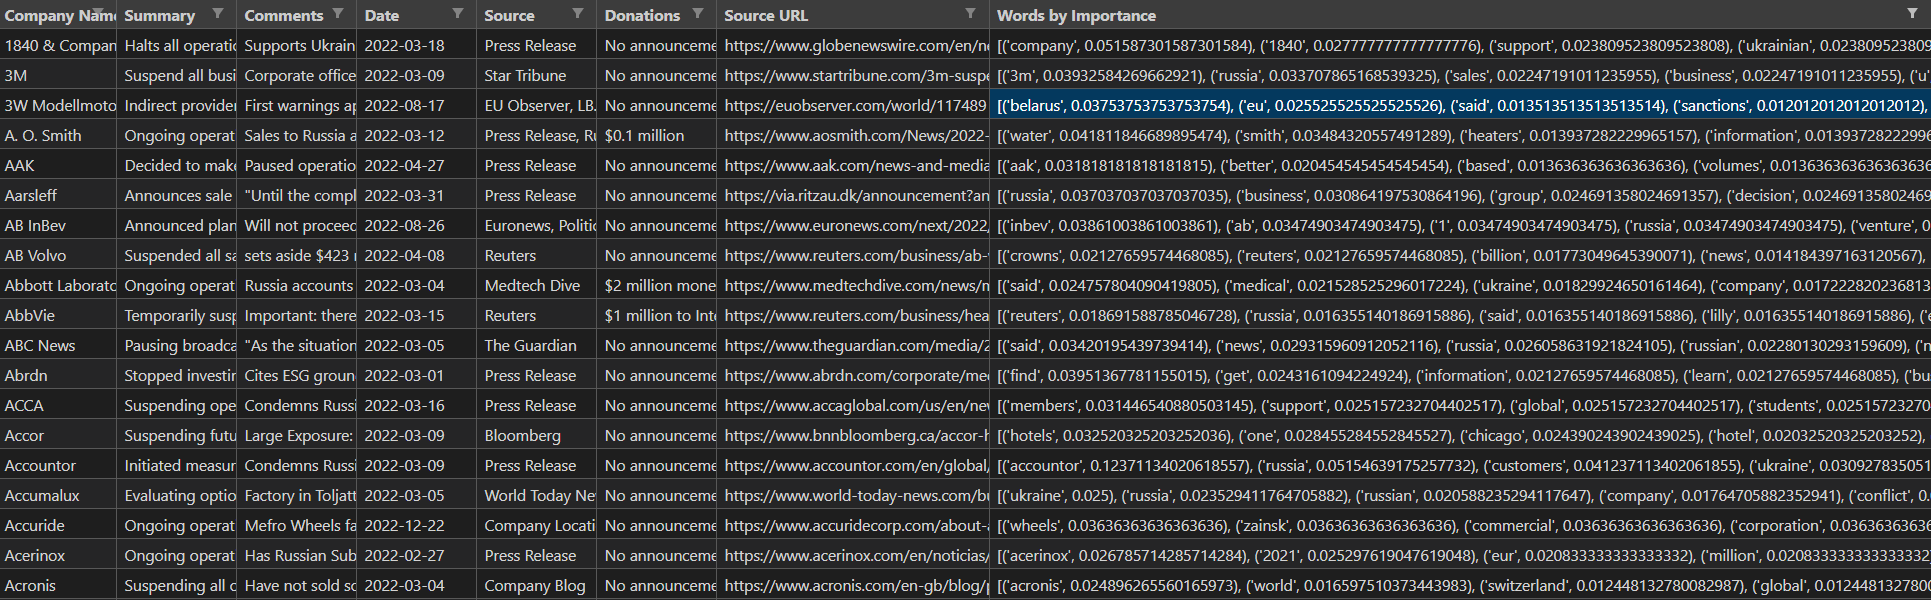 Company Name Summary Comments Date Source Donations Source URL Words by Importance
1840 & Compan Halts all operatio Supports Ukrain 2022-03-18 Press Release No announceme https://www.globenewswire.com/en/ne [('company', 0.051587301587301584), ('1840', 0.027777777777777776), ('support', 0.023809523809523808), ('ukrainian', 0.023809523809
3M Suspend all busi Corporate office 2022-03-09 Star Tribune No announceme https://www.startribune.com/3m-suspe [('3m', 0.03932584269662921), ('russia', 0.033707865168539325), ('sales', 0.02247191011235955), ('business', 0.02247191011235955), ('u'
3W Modellmoto Indirect provider First warnings ap 2022-08-17 EU Observer, LB. No announceme https://euobserver.com/world/117489 [('belarus', 0.03753753753753754), ('eu', 0.025525525525525526), ('said', 0.013513513513513514), ('sanctions', 0.012012012012012012),
A. O. Smith Ongoing operat Sales to Russia a 2022-03-12 Press Release, Ru $0.1 million https://www.aosmith.com/News/2022- [('water', 0.041811846689895474), ('smith', 0.03484320557491289), ('heaters', 0.013937282229965157), ('information', 0.01393728222996
AAK Decided to make Paused operatio 2022-04-27 Press Release No announceme https://www.aak.com/news-and-media [('aak', 0.031818181818181815), ('better', 0.020454545454545454), ('based', 0.013636363636363636), ('volumes', 0.013636363636363636
Aarsleff Announces sale "Until the compl 2022-03-31 Press Release No announceme https://via.ritzau.dk/announcement?an [('russia', 0.037037037037037035), ('business', 0.030864197530864196), ('group', 0.024691358024691357), ('decision', 0.02469135802469
AB InBev Announced plan Will not proceed 2022-08-26 Euronews, Politic No announceme https://www.euronews.com/next/2022, [('inbev', 0.03861003861003861), ('ab', 0.03474903474903475), ('1', 0.03474903474903475), ('russia', 0.03474903474903475), ('venture', 0
AB Volvo Suspended all sa sets aside $423 2022-04-08 Reuters No announceme https://www.reuters.com/business/ab- [('crowns', 0.02127659574468085), ('reuters', 0.02127659574468085), ('billion', 0.01773049645390071), ('news', 0.014184397163120567),
Abbott Laborato Ongoing operat Russia accounts 2022-03-04 Medtech Dive $2 million mone https://www.medtechdive.com/news/m [('said', 0.024757804090419805), ('medical', 0.021528525296017224), ('ukraine', 0.01829924650161464), ('company', 0.017222820236813
AbbVie Temporarily susp Important: there 2022-03-15 Reuters $1 million to Inte https://www.reuters.com/business/hea [('reuters', 0.018691588785046728), ('russia', 0.016355140186915886), ('said', 0.016355140186915886), ('lilly', 0.016355140186915886), ('e
ABC News Pausing broadca "As the situation 2022-03-05 The Guardian No announceme https://www.theguardian.com/media/2 [('said', 0.03420195439739414), ('news', 0.029315960912052116), ('russia', 0.026058631921824105), ('russian', 0.02280130293159609), ('n
Abrdn Stopped investir Cites ESG groun 2022-03-01 Press Release No announceme https://www.abrdn.com/corporate/med [('find', 0.03951367781155015), ('get', 0.0243161094224924), ('information', 0.02127659574468085), ('learn', 0.02127659574468085), ('bus
ACCA Suspending ope Condemns Russi 2022-03-16 Press Release No announceme https://www.accaglobal.com/us/en/nev [('members', 0.031446540880503145), ('support', 0.025157232704402517), ('global', 0.025157232704402517), ('students', 0.02515723270
Accor Suspending futu Large Exposure: 2022-03-09 Bloomberg No announceme https://www.bnnbloomberg.ca/accor-h [('hotels', 0.032520325203252036), ('one', 0.028455284552845527), ('chicago', 0.024390243902439025), ('hotel', 0.02032520325203252),
Accountor Initiated measur Condemns Russi 2022-03-09 Press Release No announceme https://www.accountor.com/en/global/ [('accountor', 0.12371134020618557), ('russia', 0.05154639175257732), ('customers', 0.041237113402061855), ('ukraine', 0.030927835051
Accumalux Evaluating optio Factory in Toljatt 2022-03-05 World Today Ne No announceme https://www.world-today-news.com/bu [('ukraine', 0.025), ('russia', 0.023529411764705882), ('russian', 0.020588235294117647), ('company', 0.01764705882352941), ('conflict', 0.
Accuride Ongoing operat Mefro Wheels fa 2022-12-22 Company Locati No announceme https://www.accuridecorp.com/about-a [('wheels', 0.03636363636363636), ('zainsk', 0.03636363636363636), ('commercial', 0.03636363636363636), ('corporation', 0.036363636
Acerinox Ongoing operat Has Russian Sub 2022-02-27 Press Release No announceme https://www.acerinox.com/en/noticias/ [('acerinox', 0.026785714285714284), ('2021', 0.025297619047619048), ('eur', 0.020833333333333332), ('million', 0.020833333333333332
Acronis Suspending all c Have not sold so 2022-03-04 Company Blog No announceme https://www.acronis.com/en-gb/blog/p [('acronis', 0.024896265560165973), ('world', 0.016597510373443983), ('switzerland', 0.012448132780082987), ('global', 0.0124481327800